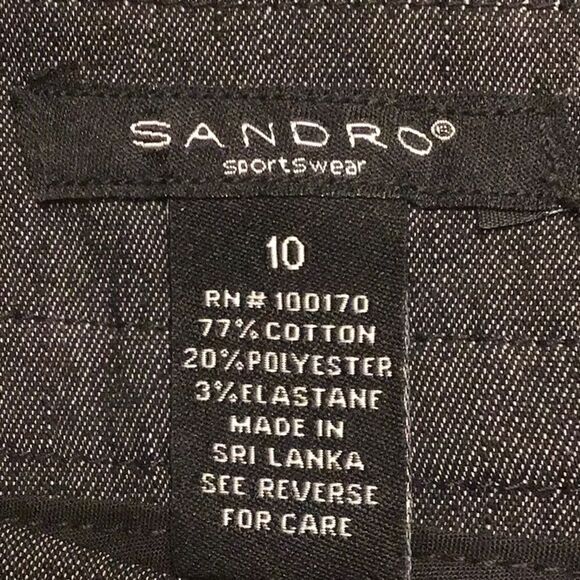 SANDRO®
sportswear
10
RN# 100170
77% COTTON
20% POLYESTER
3% ELASTANE
MADE IN
SRI LANKA
SEE REVERSE
FOR CARE